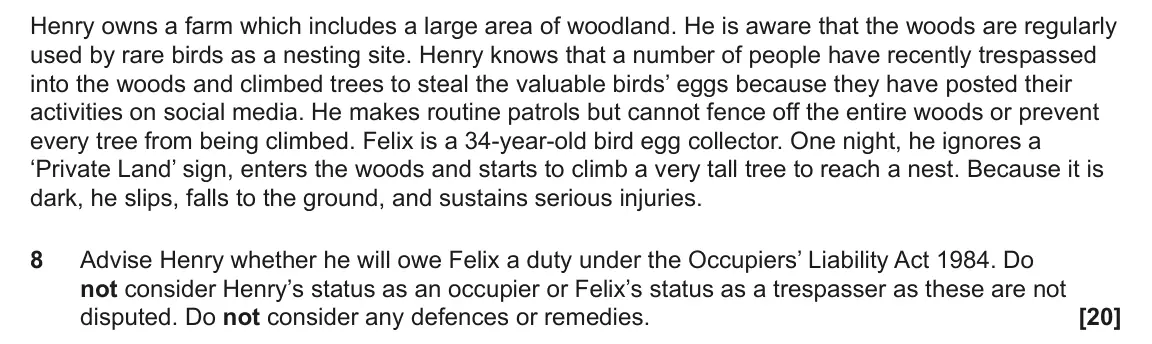 Henry owns a farm which includes a large area of woodland. He is aware that the woods are regularly
used by rare birds as a nesting site. Henry knows that a number of people have recently trespassed
into the woods and climbed trees to steal the valuable birds’ eggs because they have posted their
activities on social media. He makes routine patrols but cannot fence off the entire woods or prevent
every tree from being climbed. Felix is a 34-year-old bird egg collector. One night, he ignores a
‘Private Land’ sign, enters the woods and starts to climb a very tall tree to reach a nest. Because it is
dark, he slips, falls to the ground, and sustains serious injuries.
8 Advise Henry whether he will owe Felix a duty under the Occupiers’ Liability Act 1984. Do
not consider Henry’s status as an occupier or Felix’s status as a trespasser as these are not
disputed. Do not consider any defences or remedies. [20]